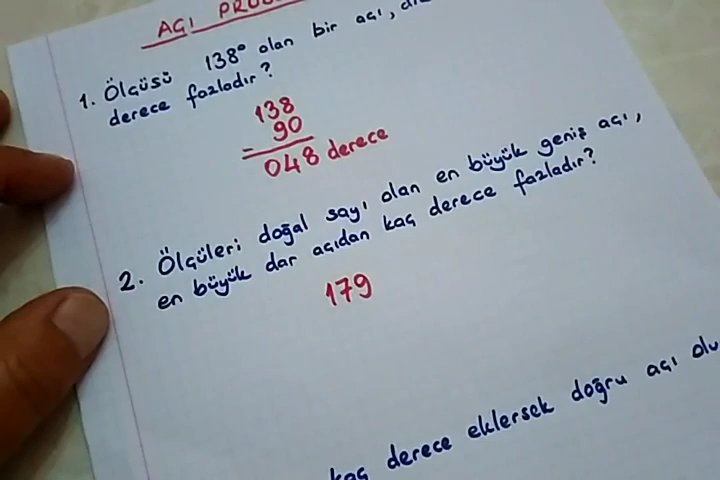 AÇI
1. Ölçüsü 138° olan bir açı,
derece fazladır?
138
90
-
048 derece
2. Ölçüleri doğal sayı olan en büyük geniş açı,
en büyük dar açıdan kaç derece fazladır?
179
kaç derece eklersek doğru açı